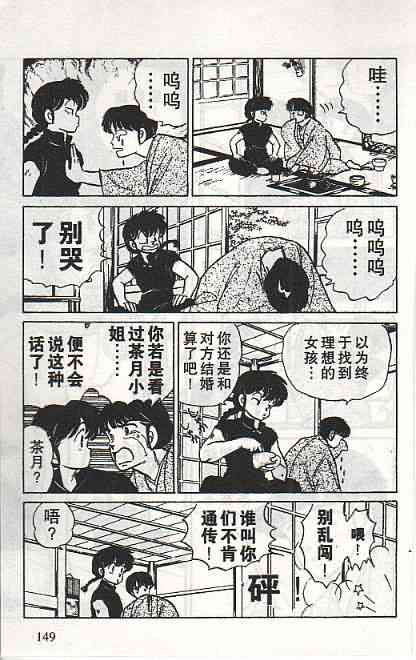 哇……
呜呜……
呜呜呜
呜……
别哭
了！
以为终
于找到
理想的
女孩…
你还是和
对方结婚
算了吧！
你若是看
过茶月小
姐……
便不会
说这种
话了！
茶月？
喂！
别乱闯！
砰！
谁叫你
们不肯
通传！
唔？
149